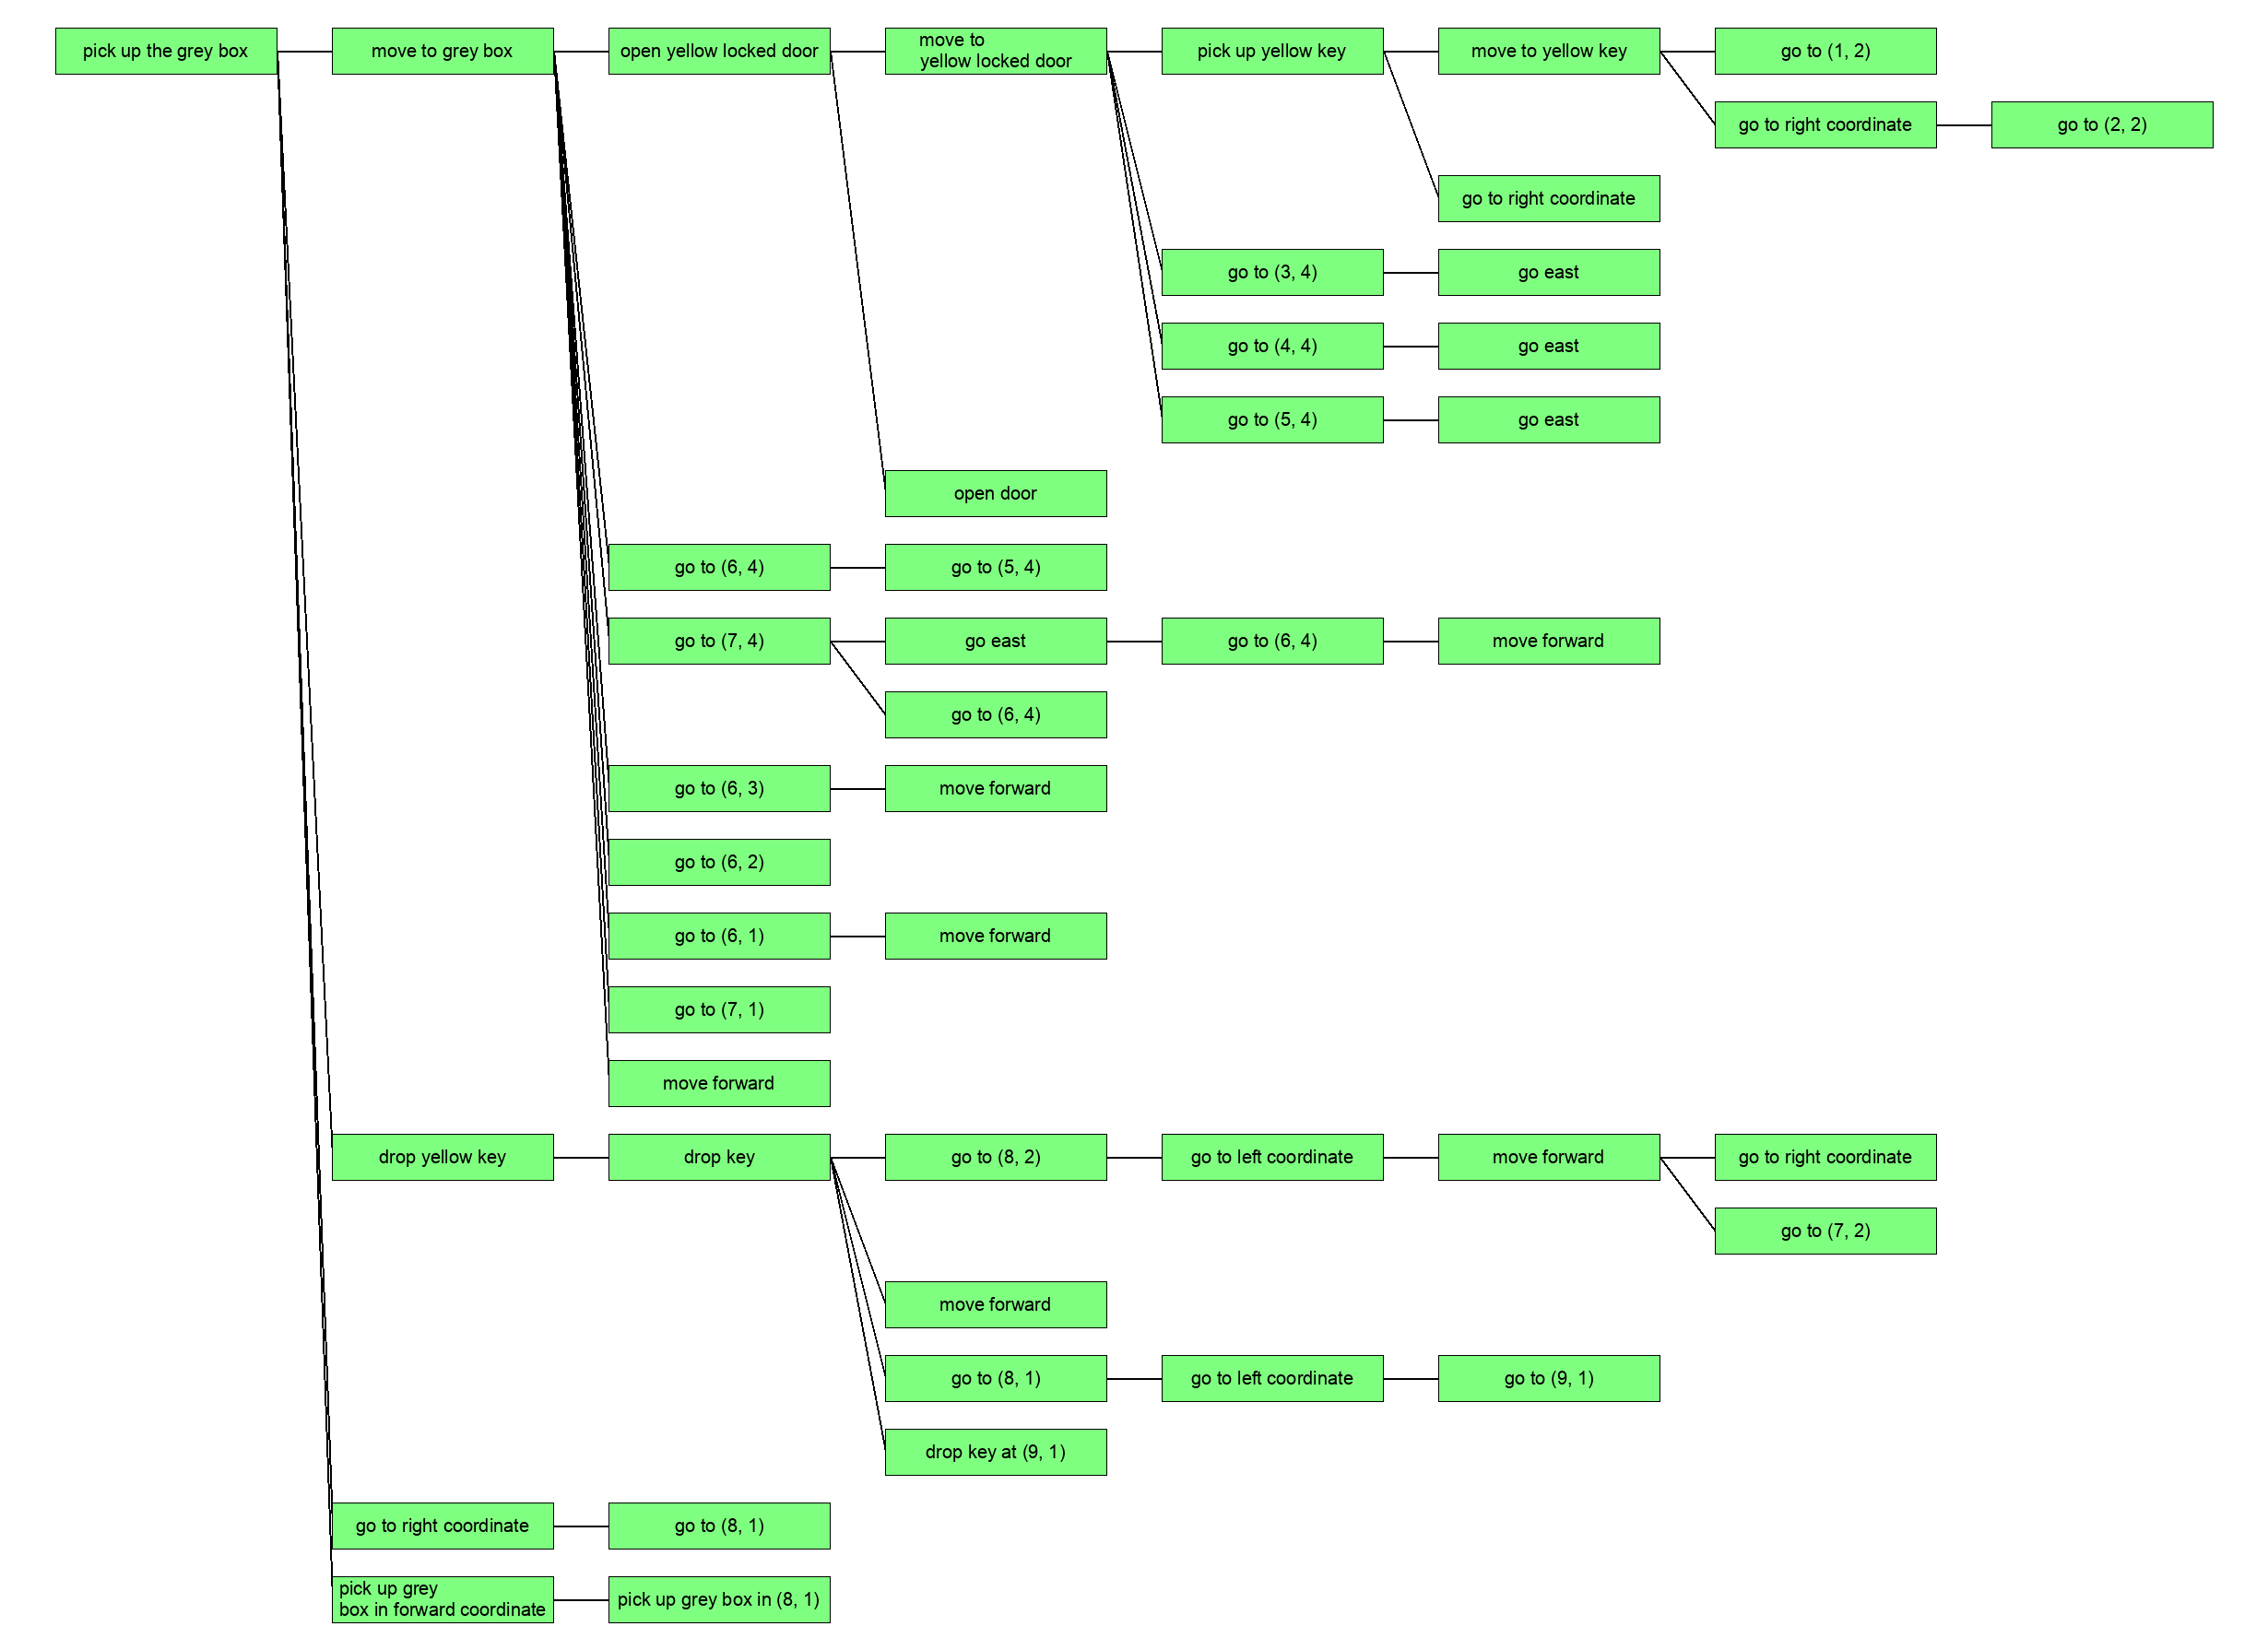 pick up the grey box
move to grey box
open yellow locked door
move to
yellow locked door
pick up yellow key
move to yellow key
go to (1, 2)
go to right coordinate
go to (2, 2)
go to right coordinate
go to (3, 4)
go east
go to (4, 4)
go east
go to (5, 4)
go east
open door
go to (6, 4)
go to (5, 4)
go to (7, 4)
go east
go to (6, 4)
move forward
go to (6, 4)
go to (6, 3)
move forward
go to (6, 2)
go to (6, 1)
move forward
go to (7, 1)
move forward
drop yellow key
drop key
go to (8, 2)
go to left coordinate
move forward
go to right coordinate
go to (7, 2)
move forward
go to (8, 1)
go to left coordinate
go to (9, 1)
drop key at (9, 1)
go to right coordinate
go to (8, 1)
pick up grey
box in forward coordinate
pick up grey box in (8, 1)